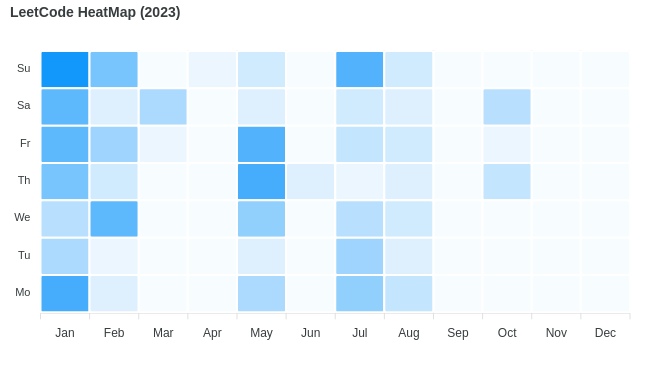 LeetCode HeatMap (2023)
Su
Sa
Fr
Th
We
Tu
Mo
Jan Feb Mar Apr May Jun Jul Aug Sep Oct Nov Dec